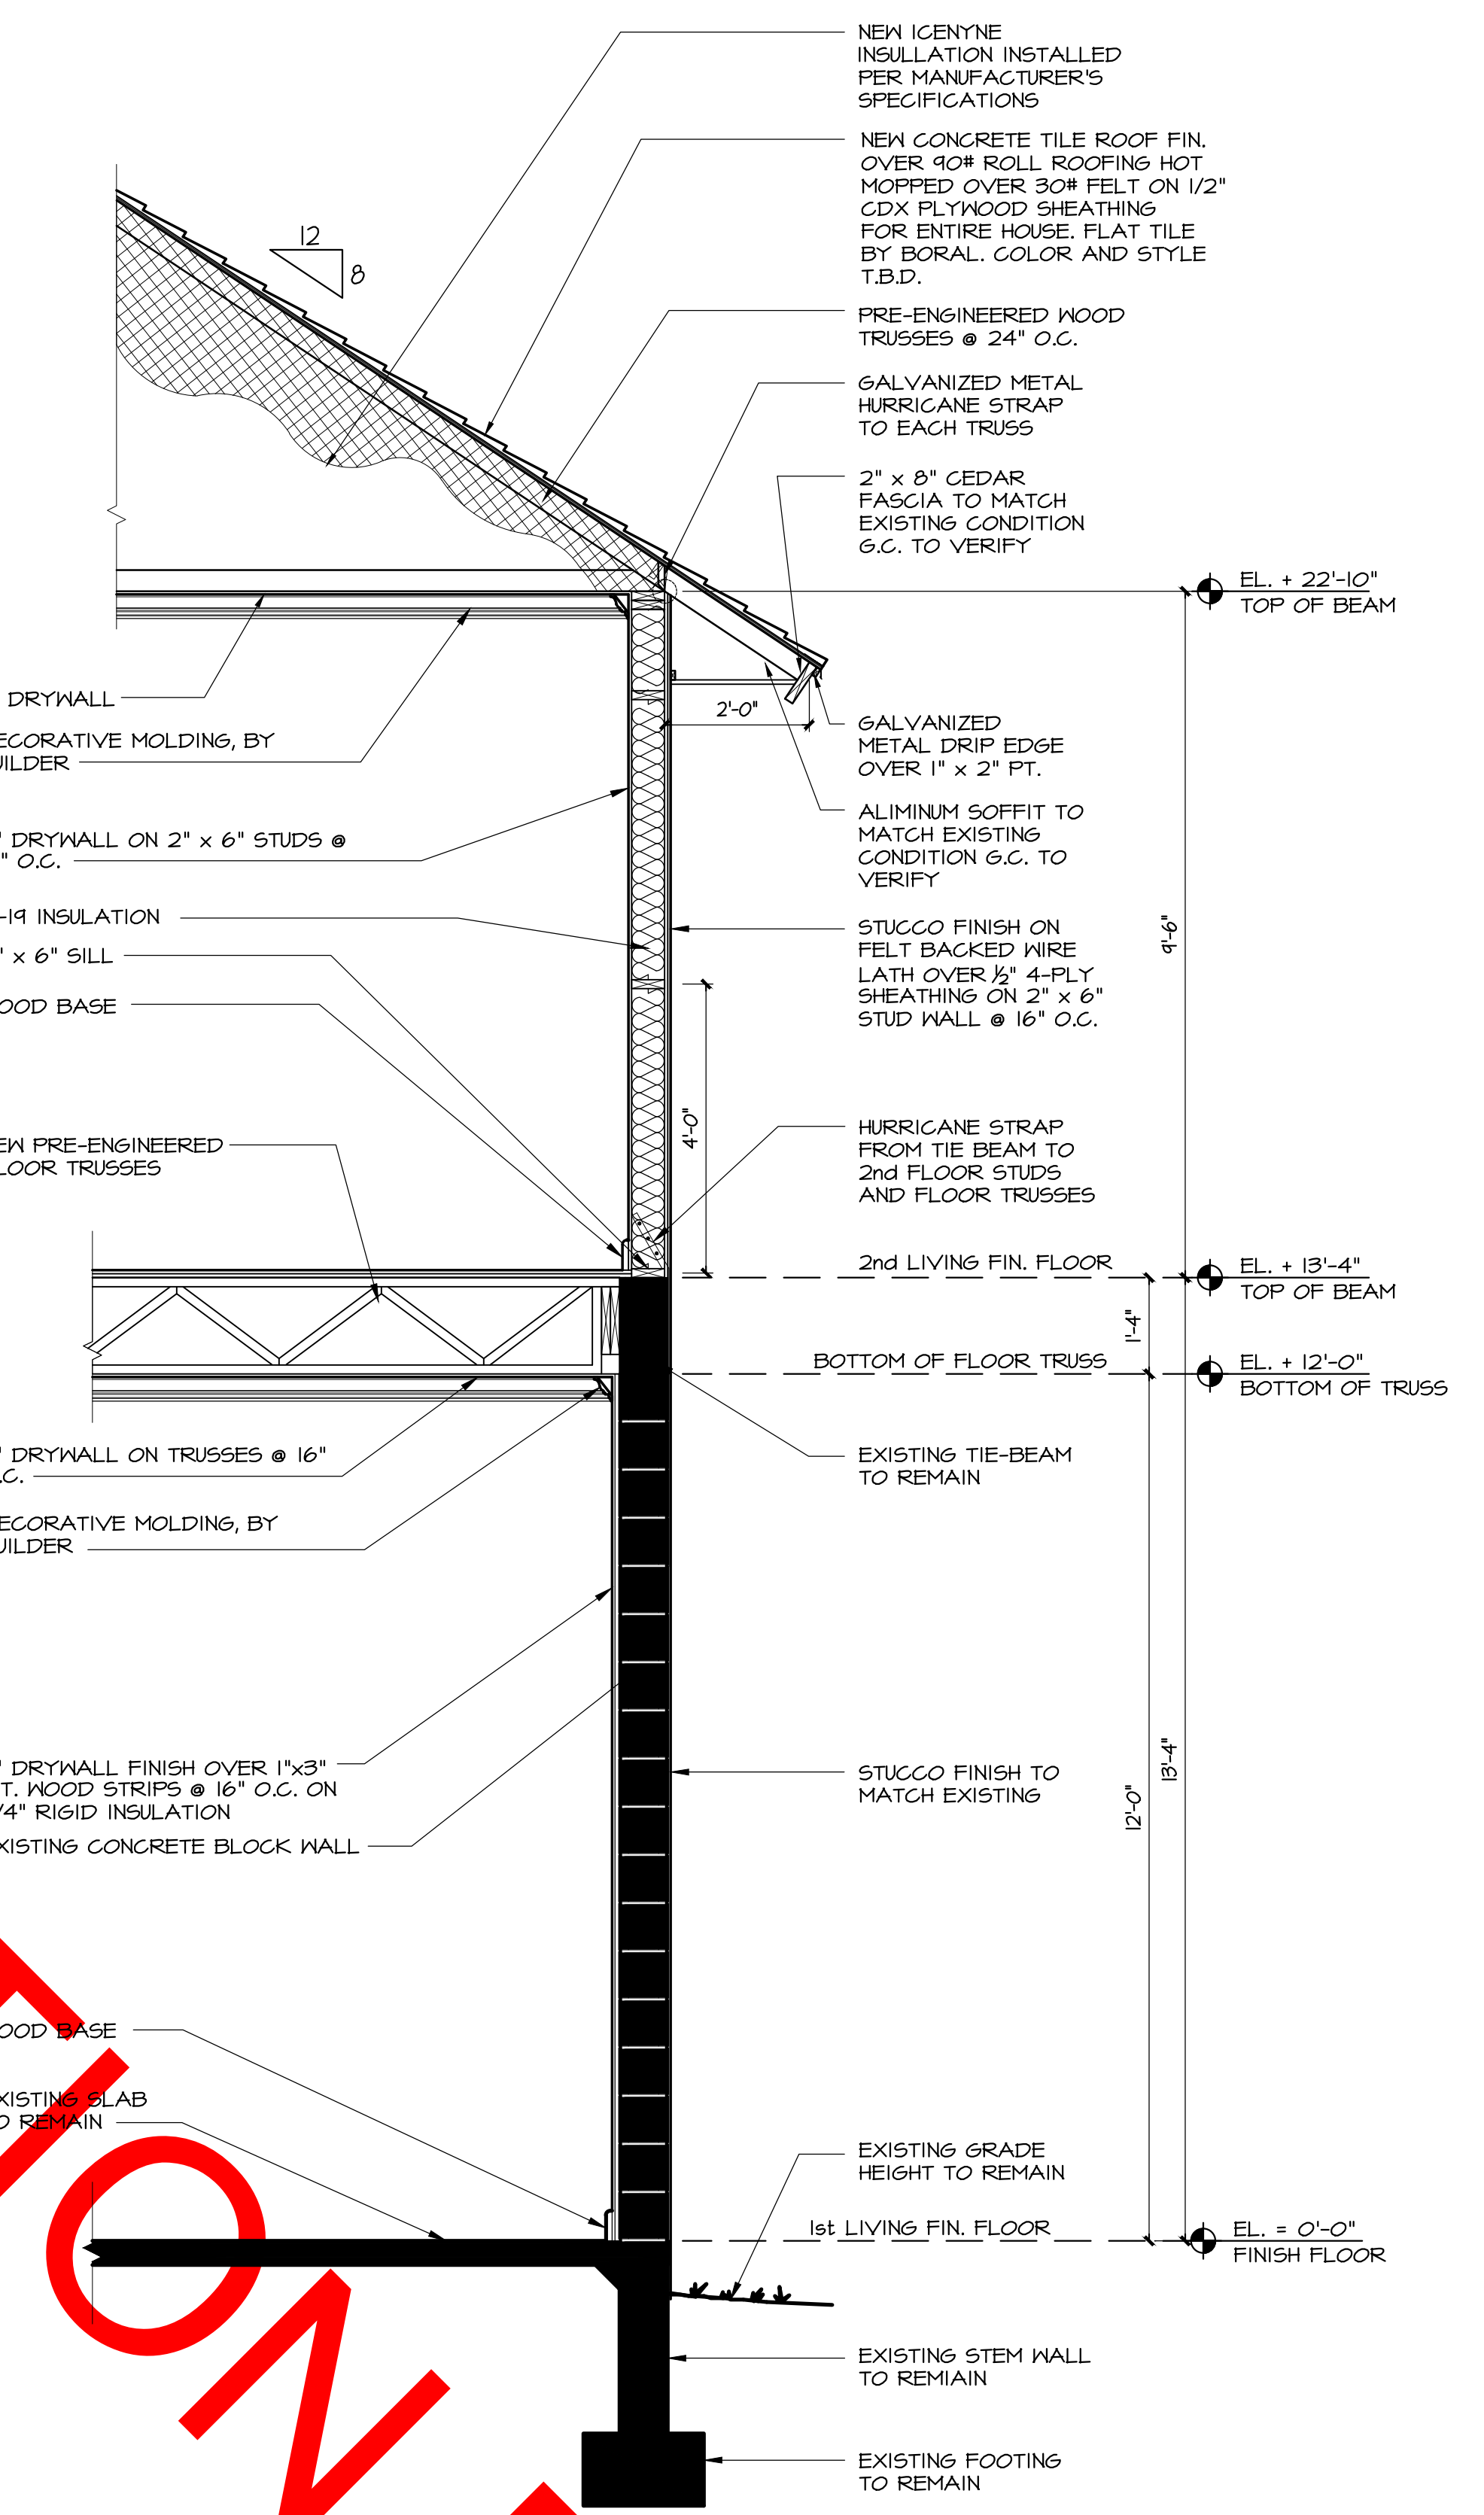 NEW ICENYNE
INSULLATION INSTALLED
PER MANUFACTURER'S
SPECIFICATIONS
NEW CONCRETE TILE ROOF FIN.
OVER 90# ROLL ROOFING HOT
MOPPED OVER 30# FELT ON 1/2"
CDX PLYWOOD SHEATHING
FOR ENTIRE HOUSE. FLAT TILE
BY BORAL. COLOR AND STYLE
T.B.D.
12
8
PRE-ENGINEERED WOOD
TRUSSES @ 24" O.C.
GALVANIZED METAL
HURRICANE STRAP
TO EACH TRUSS
2" x 8" CEDAR
FASCIA TO MATCH
EXISTING CONDITION
G.C. TO VERIFY
EL. + 22'-10"
TOP OF BEAM
DRYWALL
2'-0"
ECORATIVE MOLDING, BY
UILDER
GALVANIZED
METAL DRIP EDGE
OVER 1" x 2" PT.
ALIMINUM SOFFIT TO
MATCH EXISTING
CONDITION G.C. TO
VERIFY
" DRYWALL ON 2" x 6" STUDS @
" O.C.
-19 INSULATION
STUCCO FINISH ON
FELT BACKED WIRE
LATH OVER ½" 4-PLY
SHEATHING ON 2" x 6"
STUD WALL @ 16" O.C.
9'-6"
" x 6" SILL
OOD BASE
4'-0"
EW PRE-ENGINEERED
LOOR TRUSSES
HURRICANE STRAP
FROM TIE BEAM TO
2nd FLOOR STUDS
AND FLOOR TRUSSES
2nd LIVING FIN. FLOOR
EL. + 13'-4"
TOP OF BEAM
1'-4"
BOTTOM OF FLOOR TRUSS
EL. + 12'-0"
BOTTOM OF TRUSS
" DRYWALL ON TRUSSES @ 16"
.C.
EXISTING TIE-BEAM
TO REMAIN
ECORATIVE MOLDING, BY
UILDER
" DRYWALL FINISH OVER 1"x3"
.T. WOOD STRIPS @ 16" O.C. ON
/4" RIGID INSULATION
XISTING CONCRETE BLOCK WALL
STUCCO FINISH TO
MATCH EXISTING
12'-0"
13'-4"
OOD BASE
XISTING SLAB
O REMAIN
EXISTING GRADE
HEIGHT TO REMAIN
1st LIVING FIN. FLOOR
EL. = 0'-0"
FINISH FLOOR
EXISTING STEM WALL
TO REMIAIN
EXISTING FOOTING
TO REMAIN
TION